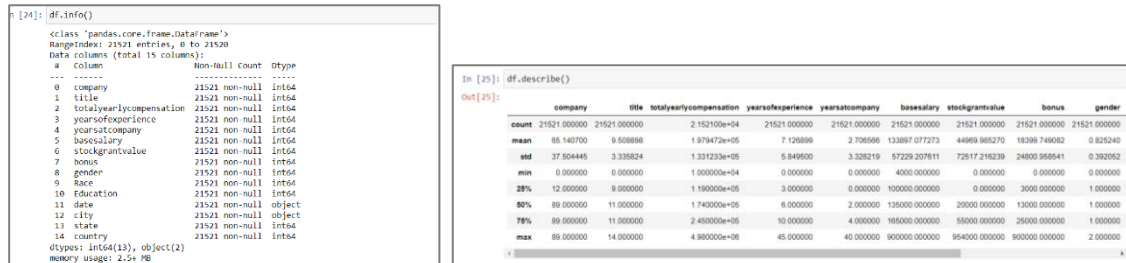 n [24]: df.info()
<class 'pandas.core.frame.DataFrame'>
RangeIndex: 21521 entries, 0 to 21520
Data columns (total 15 columns):
# Column Non-Null Count Dtype
--- ------ -------------- -----
0 company 21521 non-null int64
1 title 21521 non-null int64
2 totalyearlycompensation 21521 non-null int64
3 yearsofexperience 21521 non-null int64
4 yearsatcompany 21521 non-null int64
5 basesalary 21521 non-null int64
6 stockgrantvalue 21521 non-null int64
7 bonus 21521 non-null int64
8 gender 21521 non-null int64
9 Race 21521 non-null int64
10 Education 21521 non-null int64
11 date 21521 non-null object
12 city 21521 non-null object
13 state 21521 non-null int64
14 country 21521 non-null int64
dtypes: int64(13), object(2)
memory usage: 2.5+ MB
In [25]: df.describe()
Out[25]:
company title totalyearlycompensation yearsofexperience yearsatcompany basesalary stockgrantvalue bonus gender
count 21521.000000 21521.000000 2.152100e+04 21521.000000 21521.000000 21521.000000 21521.000000 21521.000000 21521.000000
mean 65.140700 9.508898 1.979472e+05 7.126899 2.706566 133897.077273 44969.985270 18399.749082 0.825240
std 37.504445 3.335824 1.331233e+05 5.849500 3.328219 57229.207611 72517.216239 24800.958541 0.392052
min 0.000000 0.000000 1.000000e+04 0.000000 0.000000 4000.000000 0.000000 0.000000 0.000000
25% 12.000000 9.000000 1.190000e+05 3.000000 0.000000 100000.000000 0.000000 3000.000000 1.000000
50% 89.000000 11.000000 1.740000e+05 6.000000 2.000000 135000.000000 20000.000000 13000.000000 1.000000
75% 89.000000 11.000000 2.450000e+05 10.000000 4.000000 165000.000000 55000.000000 25000.000000 1.000000
max 89.000000 14.000000 4.980000e+06 45.000000 40.000000 900000.000000 954000.000000 900000.000000 2.000000